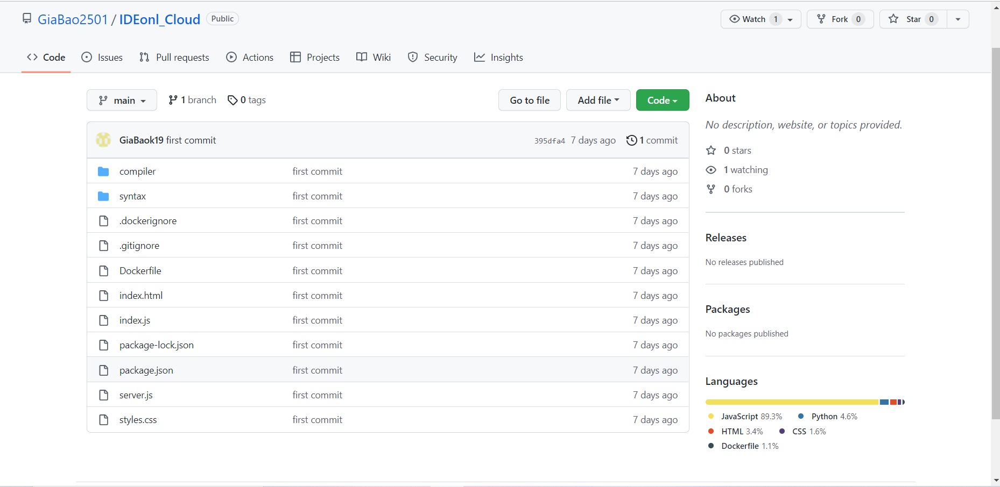 GiaBao2501 / IDEonl_Cloud Public Watch 1 Fork 0 Star 0
Code Issues Pull requests Actions Projects Wiki Security Insights
main 1 branch 0 tags Go to file Add file Code
GiaBaok19 first commit 395dfa4 7 days ago 1 commit
compiler first commit 7 days ago
syntax first commit 7 days ago
.dockerignore first commit 7 days ago
.gitignore first commit 7 days ago
Dockerfile first commit 7 days ago
index.html first commit 7 days ago
index.js first commit 7 days ago
package-lock.json first commit 7 days ago
package.json first commit 7 days ago
server.js first commit 7 days ago
styles.css first commit 7 days ago
About
No description, website, or topics provided.
0 stars
1 watching
0 forks
Releases
No releases published
Packages
No packages published
Languages
JavaScript 89.3% Python 4.6%
HTML 3.4% CSS 1.6%
Dockerfile 1.1%